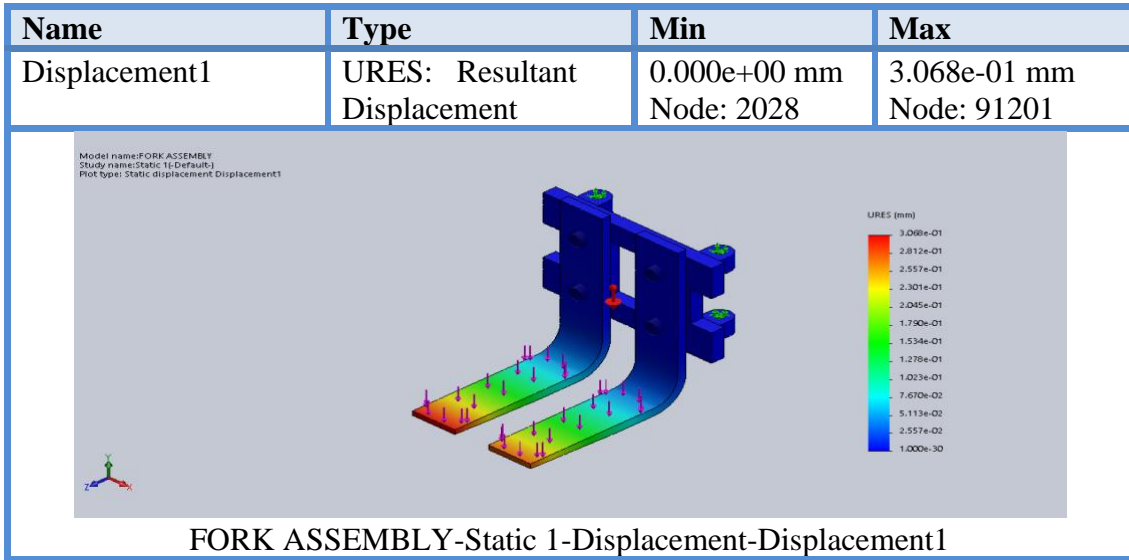 Name Type Min Max
Displacement1 URES: Resultant 0.000e+00 mm 3.068e-01 mm
Displacement Node: 2028 Node: 91201
Model name:FORK ASSEMBLY
Study name:Static 1(-Default-)
Plot type: Static displacement Displacement1
URES (mm)
3.068e-01
2.812e-01
2.557e-01
2.301e-01
2.045e-01
1.790e-01
1.534e-01
1.278e-01
1.023e-01
7.670e-02
5.113e-02
2.557e-02
1.000e-30
Y
Z X
FORK ASSEMBLY-Static 1-Displacement-Displacement1